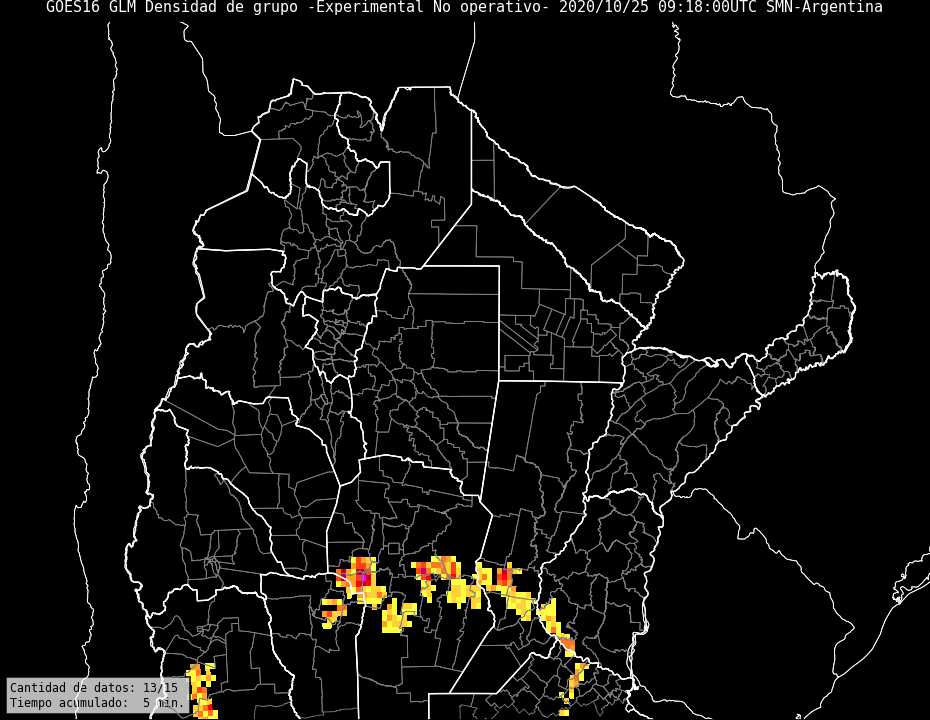 GOES16 GLM Densidad de grupo -Experimental No operativo- 2020/10/25 09:18:00UTC SMN-Argentina
Cantidad de datos: 13/15
Tiempo acumulado:  5 min.